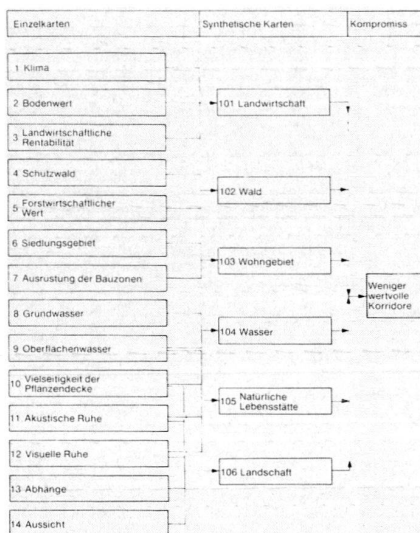 Einzelkarten
Synthetische Karten
Kompromiss
1 Klima
2 Bodenwert
3 Landwirtschaftliche
Rentabilität
4 Schutzwald
5 Forstwirtschaftlicher
Wert
6 Siedlungsgebiet
7 Ausrüstung der Bauzonen
8 Grundwasser
9 Oberflächenwasser
10 Vielseitigkeit der
Pflanzendecke
11 Akustische Ruhe
12 Visuelle Ruhe
13 Abhänge
14 Aussicht
101 Landwirtschaft
102 Wald
103 Wohngebiet
104 Wasser
105 Natürliche
Lebensstätte
106 Landschaft
Weniger
wertvolle
Korridore